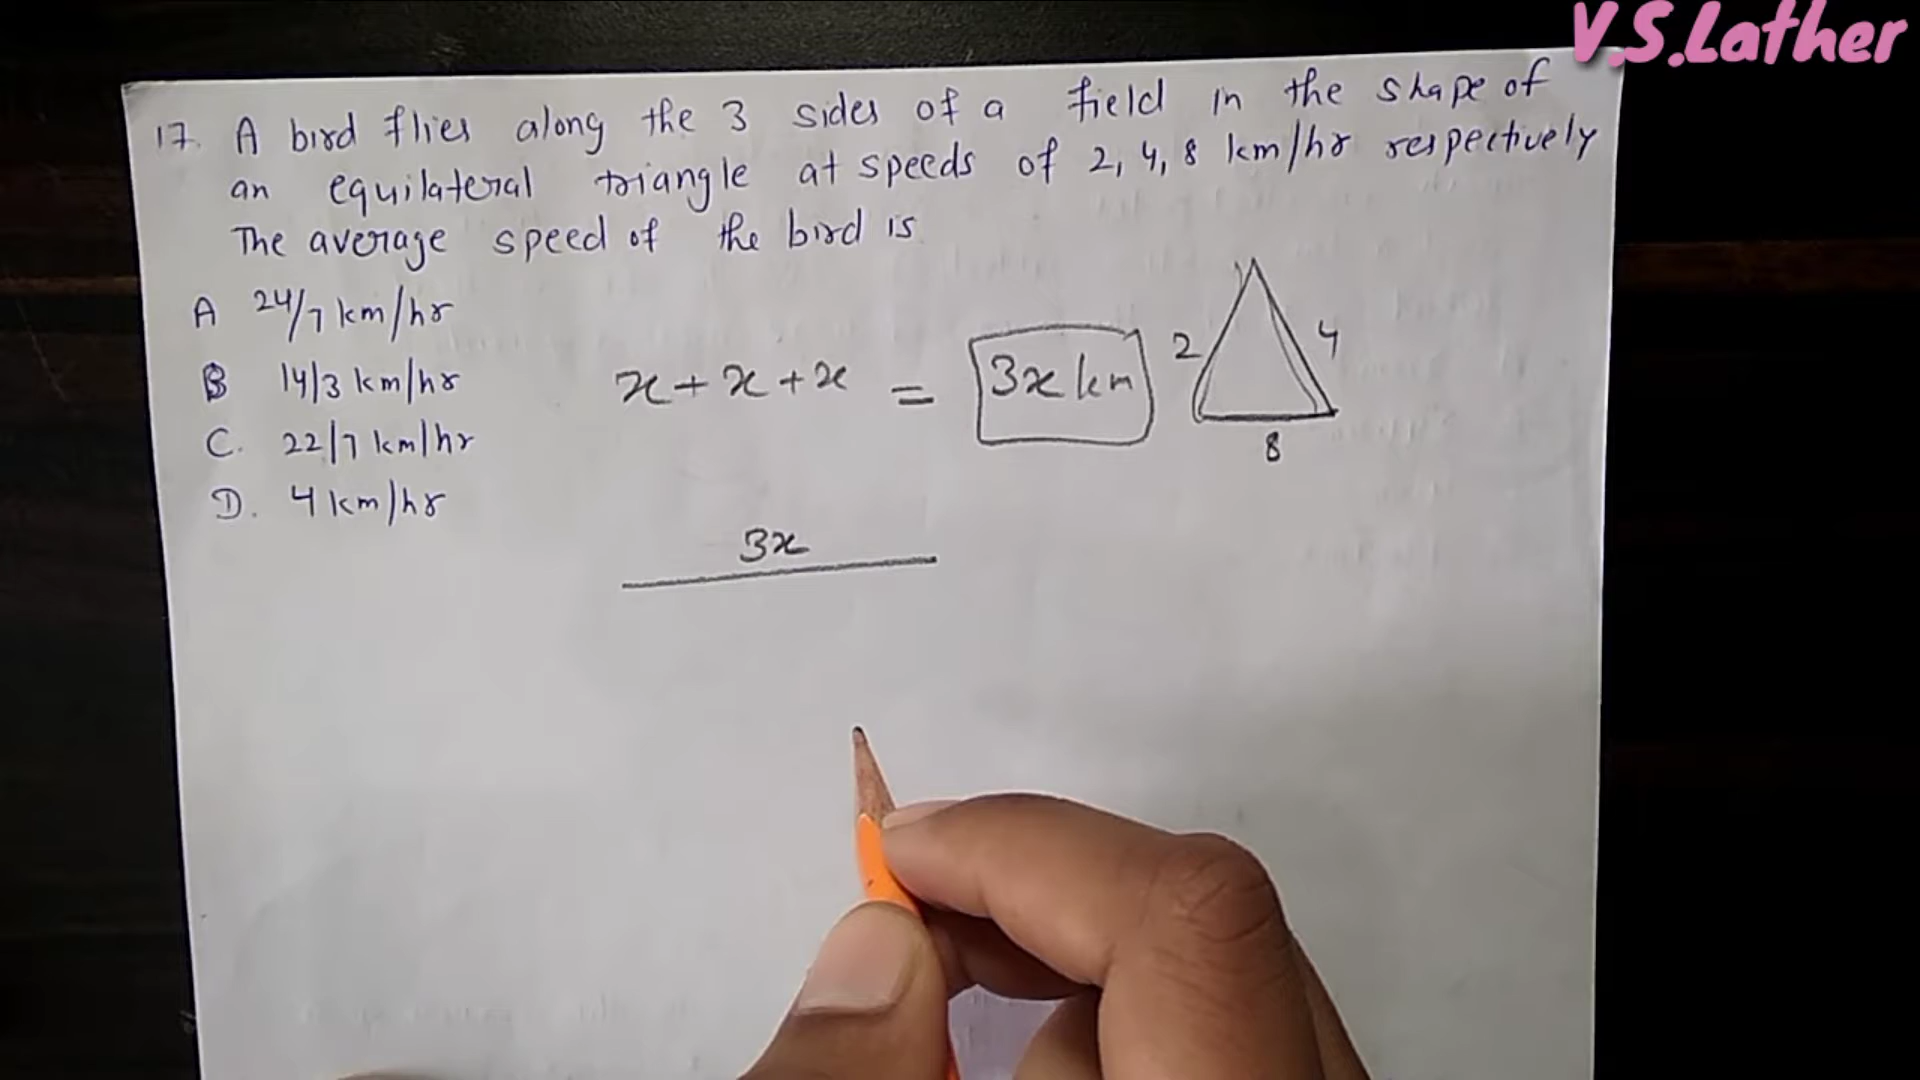 V.S.Lather
17. A bird flies along the 3 sides of a field in the shape of
an equilateral triangle at speeds of 2, 4, 8 km/hr respectively
The average speed of the bird is
A 24/7 km/hr
B 14/3 km/hr
C. 22/7 km/hr
D. 4 km/hr
x + x + x = 3x km
2 4
8
3x